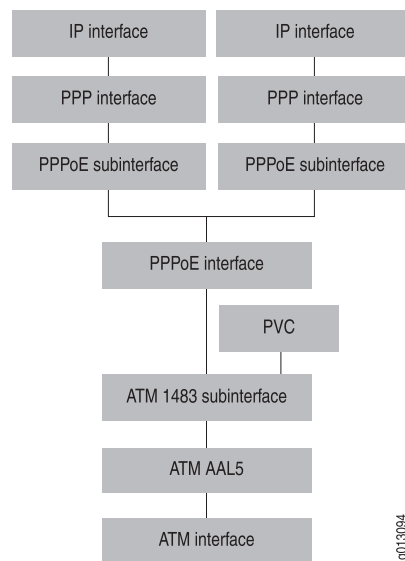 IP interface
IP interface
PPP interface
PPP interface
PPPoE subinterface
PPPoE subinterface
PPPoE interface
PVC
ATM 1483 subinterface
ATM AAL5
ATM interface
g013094